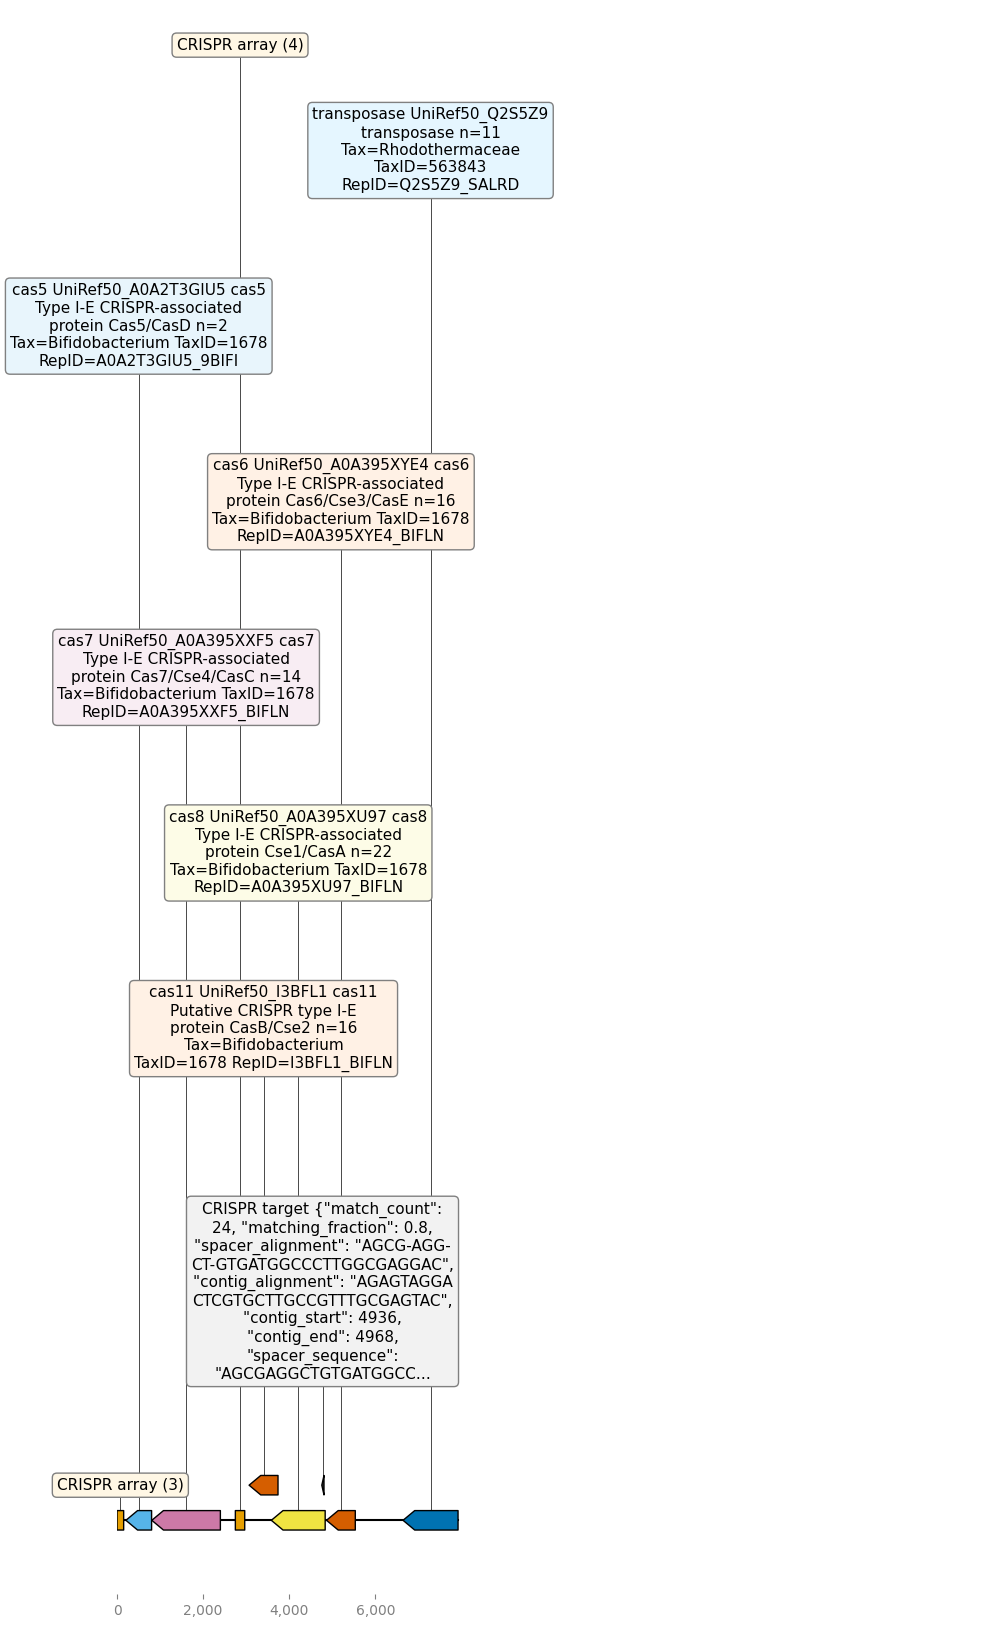 CRISPR array (4)
transposase UniRef50_Q2S5Z9
transposase n=11
Tax=Rhodothermaceae
TaxID=563843
RepID=Q2S5Z9_SALRD
cas5 UniRef50_A0A2T3GIU5 cas5
Type I-E CRISPR-associated
protein Cas5/CasD n=2
Tax=Bifidobacterium TaxID=1678
RepID=A0A2T3GIU5_9BIFI
cas6 UniRef50_A0A395XYE4 cas6
Type I-E CRISPR-associated
protein Cas6/Cse3/CasE n=16
Tax=Bifidobacterium TaxID=1678
RepID=A0A395XYE4_BIFLN
cas7 UniRef50_A0A395XXF5 cas7
Type I-E CRISPR-associated
protein Cas7/Cse4/CasC n=14
Tax=Bifidobacterium TaxID=1678
RepID=A0A395XXF5_BIFLN
cas8 UniRef50_A0A395XU97 cas8
Type I-E CRISPR-associated
protein Cse1/CasA n=22
Tax=Bifidobacterium TaxID=1678
RepID=A0A395XU97_BIFLN
cas11 UniRef50_I3BFL1 cas11
Putative CRISPR type I-E
protein CasB/Cse2 n=16
Tax=Bifidobacterium
TaxID=1678 RepID=I3BFL1_BIFLN
CRISPR target {"match_count":
24, "matching_fraction": 0.8,
"spacer_alignment": "AGCG-AGG-
CT-GTGATGGCCCTTGGCGAGGAC",
"contig_alignment": "AGAGTAGGA
CTCGTGCTTGCCGTTTGCGAGTAC",
"contig_start": 4936,
"contig_end": 4968,
"spacer_sequence":
"AGCGAGGCTGTGATGGCC...
CRISPR array (3)
0
2,000
4,000
6,000